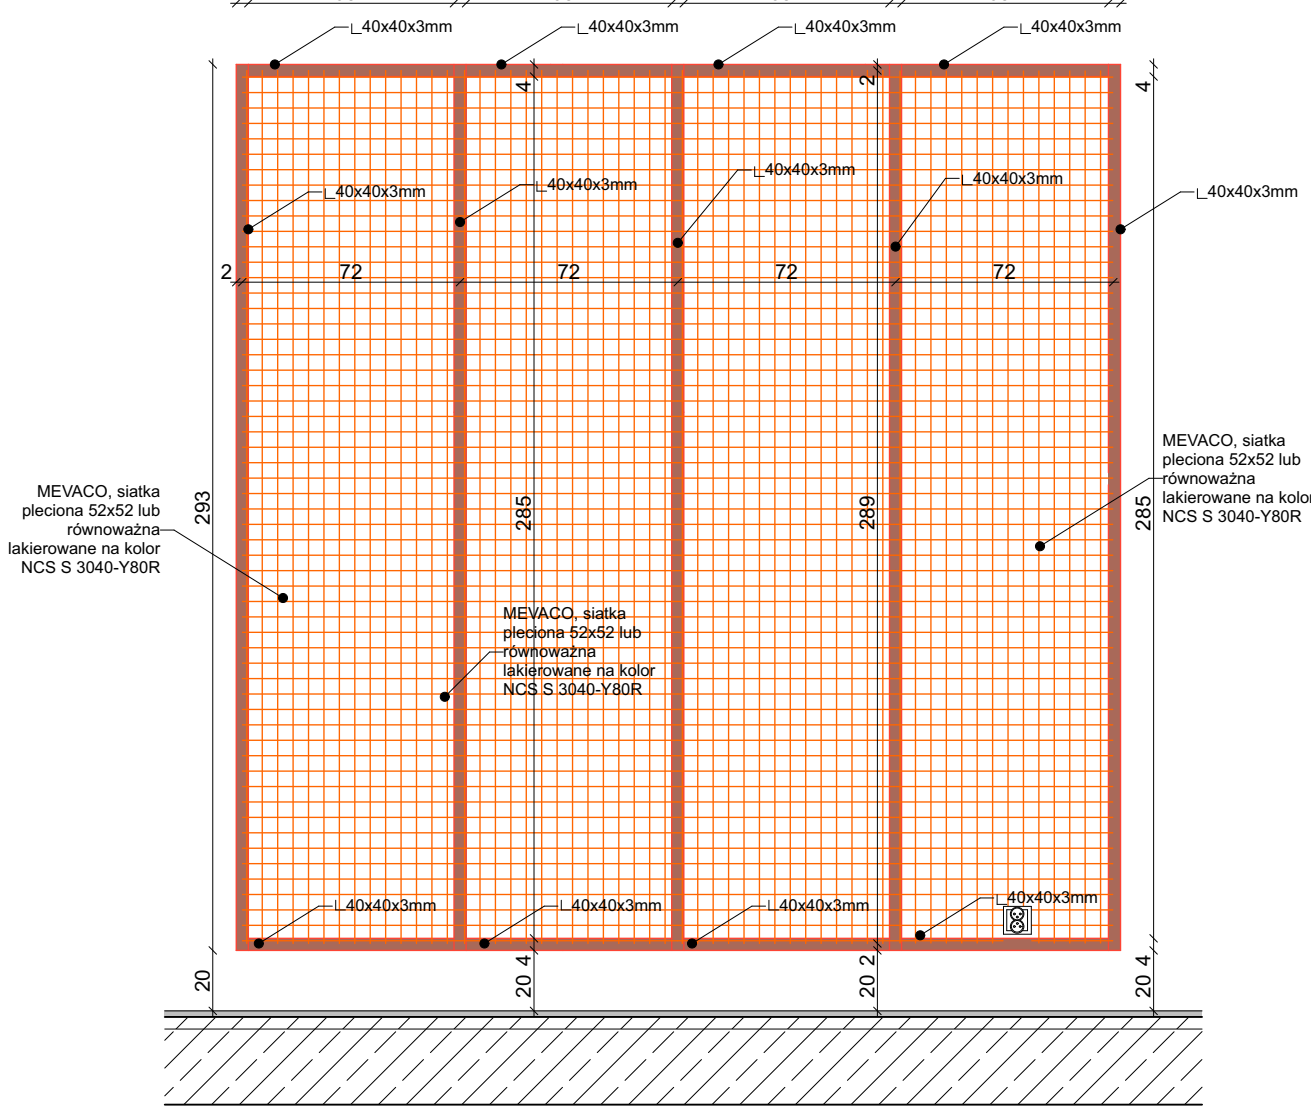 ∟40x40x3mm
∟40x40x3mm
∟40x40x3mm
∟40x40x3mm
4
2
4
∟40x40x3mm
∟40x40x3mm
∟40x40x3mm
∟40x40x3mm
∟40x40x3mm
2
72
72
72
72
MEVACO, siatka
pleciona 52x52 lub
równoważna
lakierowane na kolor
NCS S 3040-Y80R
293
285
289
285
MEVACO, siatka
pleciona 52x52 lub
równoważna
lakierowane na kolor
NCS S 3040-Y80R
MEVACO, siatka
pleciona 52x52 lub
równoważna
lakierowane na kolor
NCS S 3040-Y80R
∟40x40x3mm
∟40x40x3mm
∟40x40x3mm
∟40x40x3mm
20
20 4
20 2
20 4